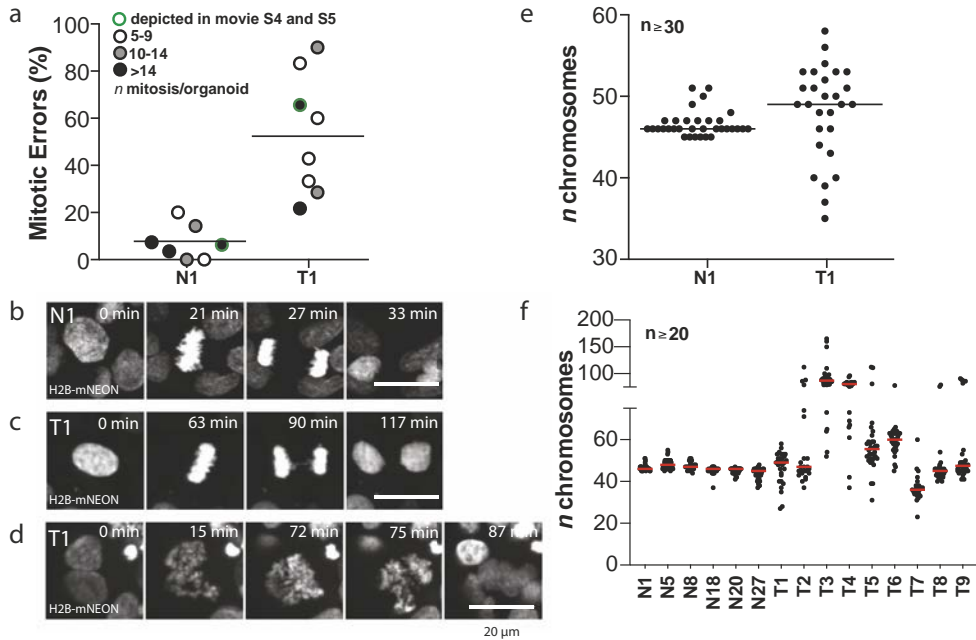 a
Mitotic Errors (%)
100
80
60
40
20
0
depicted in movie S4 and S5
5-9
10-14
>14
n mitosis/organoid
N1
T1
b
N1
0 min
21 min
27 min
33 min
H2B-mNEON
c
T1
0 min
63 min
90 min
117 min
H2B-mNEON
d
T1
0 min
15 min
72 min
75 min
87 min
H2B-mNEON
20 µm
e
n chromosomes
60
50
40
30
n ≥ 30
N1
T1
f
n chromosomes
200
150
100
60
40
20
0
n≥20
N1
N5
N8
N18
N20
N27
T1
T2
T3
T4
T5
T6
T7
T8
T9